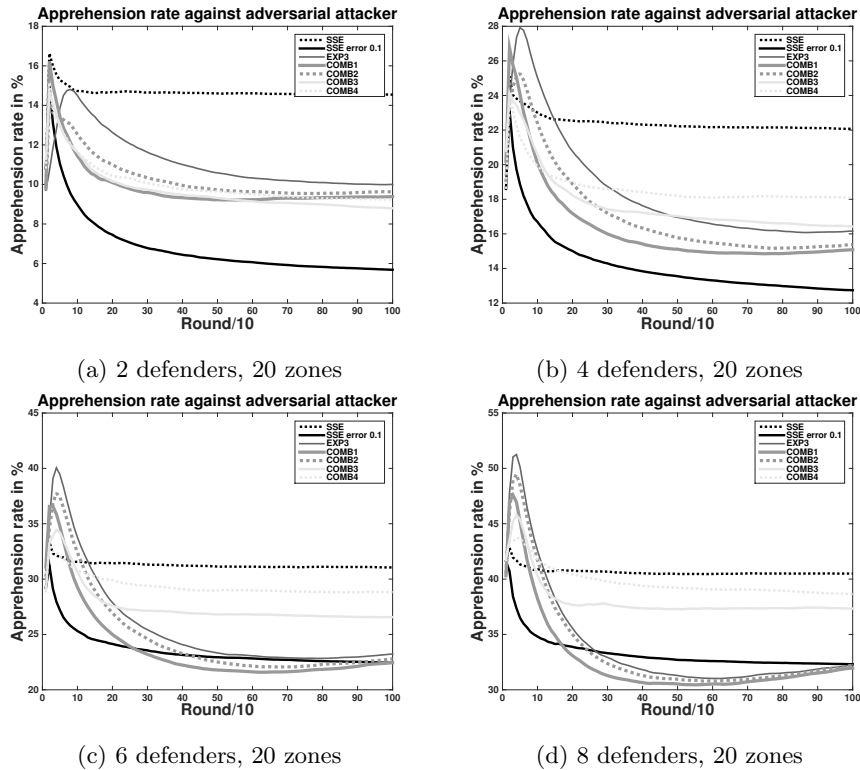 Apprehension rate against adversarial attacker
18
16
14
12
10
8
6
4
Apprehension rate in %
0 10 20 30 40 50 60 70 80 90 100
Round/10
SSE
SSE error 0.1
EXP3
COMB1
COMB2
COMB3
COMB4
(a) 2 defenders, 20 zones
Apprehension rate against adversarial attacker
28
26
24
22
20
18
16
14
12
Apprehension rate in %
0 10 20 30 40 50 60 70 80 90 100
Round/10
SSE
SSE error 0.1
EXP3
COMB1
COMB2
COMB3
COMB4
(b) 4 defenders, 20 zones
Apprehension rate against adversarial attacker
45
40
35
30
25
20
Apprehension rate in %
0 10 20 30 40 50 60 70 80 90 100
Round/10
SSE
SSE error 0.1
EXP3
COMB1
COMB2
COMB3
COMB4
(c) 6 defenders, 20 zones
Apprehension rate against adversarial attacker
55
50
45
40
35
30
Apprehension rate in %
0 10 20 30 40 50 60 70 80 90 100
Round/10
SSE
SSE error 0.1
EXP3
COMB1
COMB2
COMB3
COMB4
(d) 8 defenders, 20 zones